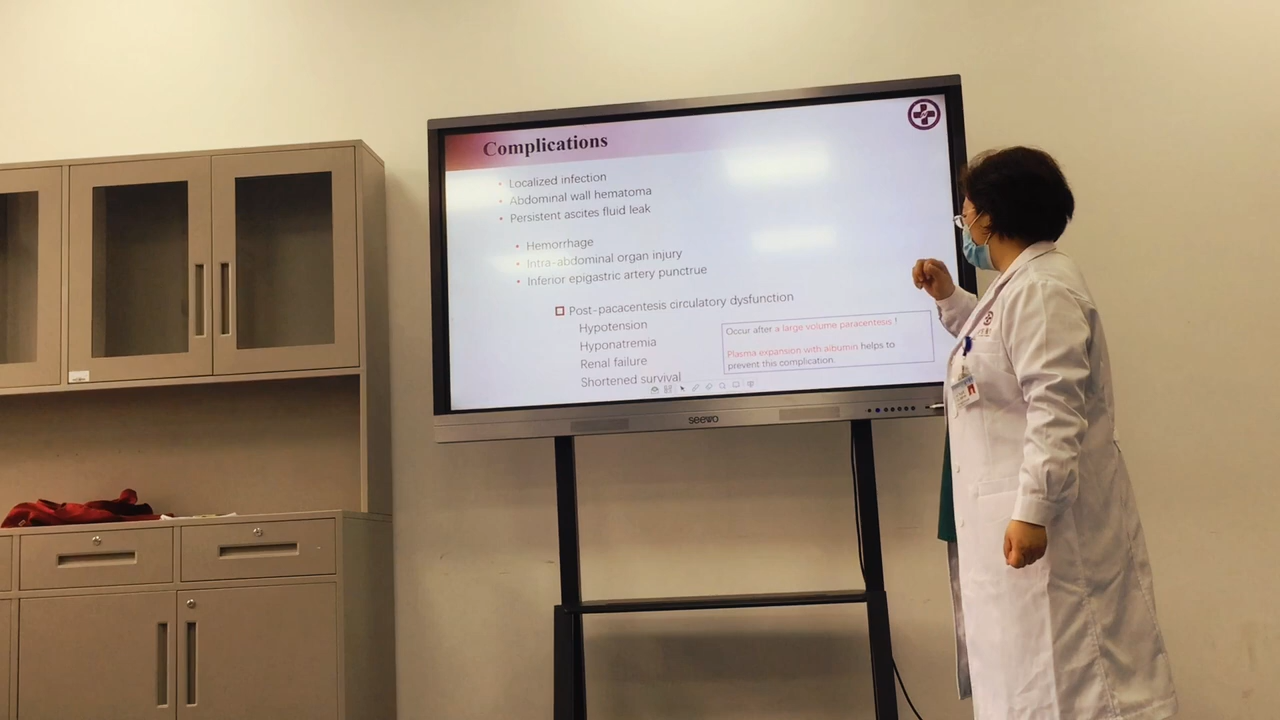 Complications
Localized infection
Abdominal wall hematoma
Persistent ascites fluid leak
Hemorrhage
Intra-abdominal organ injury
Inferior epigastric artery punctrue
Post-pacacentesis circulatory dysfunction
Hypotension
Hyponatremia
Renal failure
Shortened survival
Occur after a large volume paracentesis ¹
Plasma expansion with albumin helps to
prevent this complication.
seewo